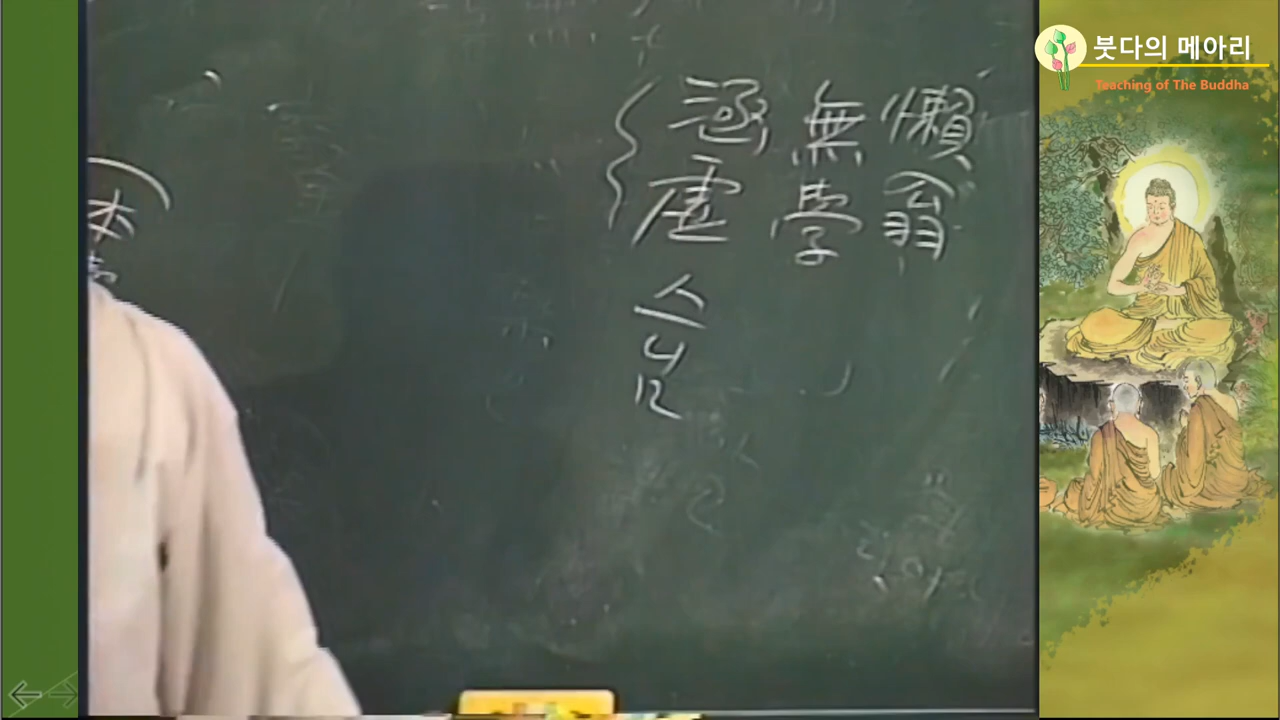 懶翁
無學
涵虛 스님
붓다의 메아리
Teaching of The Buddha